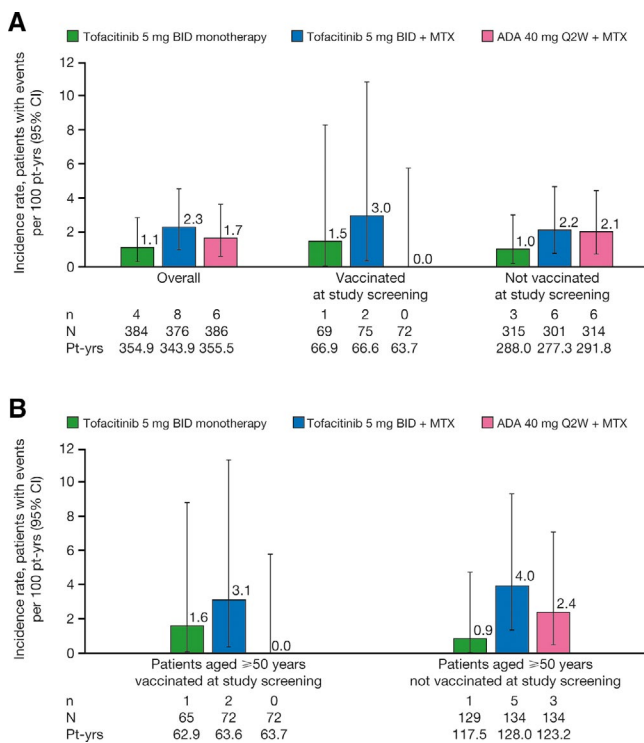 A
Tofacitinib 5 mg BID monotherapy Tofacitinib 5 mg BID + MTX ADA 40 mg Q2W + MTX
Incidence rate, patients with events
per 100 pt-yrs (95% CI)
12
10
8
6
4
2
0
1.1 2.3 1.7
1.5 3.0 0.0
1.0 2.2 2.1
Overall Vaccinated Not vaccinated
at study screening at study screening
n 4 8 6 1 2 0 3 6 6
N 384 376 386 69 75 72 315 301 314
Pt-yrs 354.9 343.9 355.5 66.9 66.6 63.7 288.0 277.3 291.8
B
Tofacitinib 5 mg BID monotherapy Tofacitinib 5 mg BID + MTX ADA 40 mg Q2W + MTX
Incidence rate, patients with events
per 100 pt-yrs (95% CI)
12
10
8
6
4
2
0
1.6 3.1 0.0
0.9 4.0 2.4
Patients aged ⩾50 years Patients aged ⩾50 years
vaccinated at study screening not vaccinated at study screening
n 1 2 0 1 5 3
N 65 72 72 129 134 134
Pt-yrs 62.9 63.6 63.7 117.5 128.0 123.2